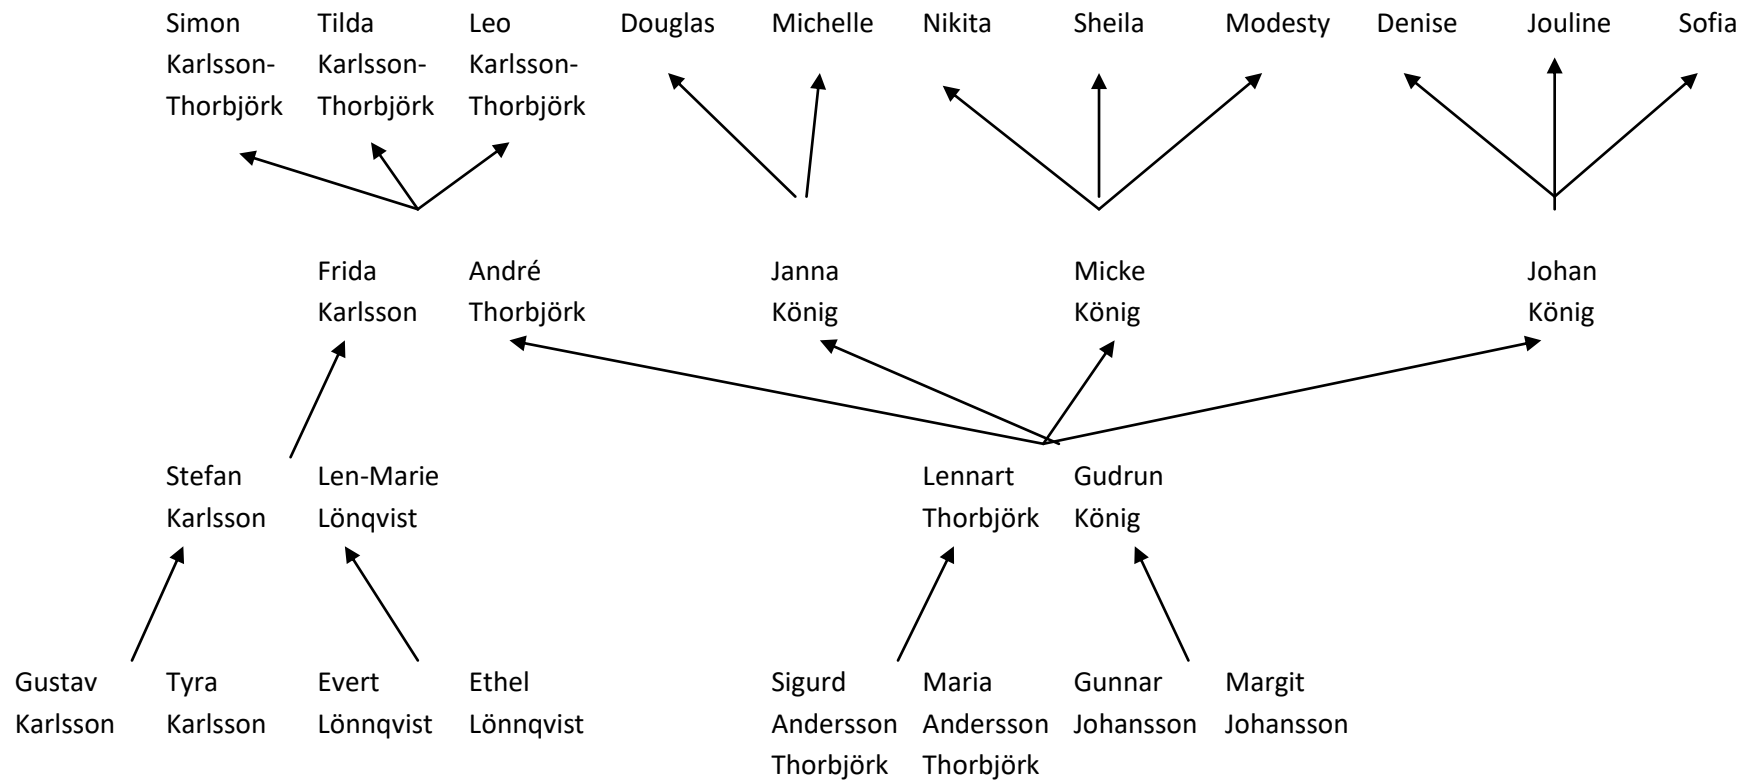 Simon Tilda Leo Douglas Michelle Nikita Sheila Modesty Denise Jouline Sofia
Karlsson- Karlsson- Karlsson-
Thorbjörk Thorbjörk Thorbjörk
Frida André Janna Micke Johan
Karlsson Thorbjörk König König König
Stefan Len-Marie Lennart Gudrun
Karlsson Lönqvist Thorbjörk König
Gustav Tyra Evert Ethel Sigurd Maria Gunnar Margit
Karlsson Karlsson Lönnqvist Lönnqvist Andersson Andersson Johansson Johansson
Thorbjörk Thorbjörk